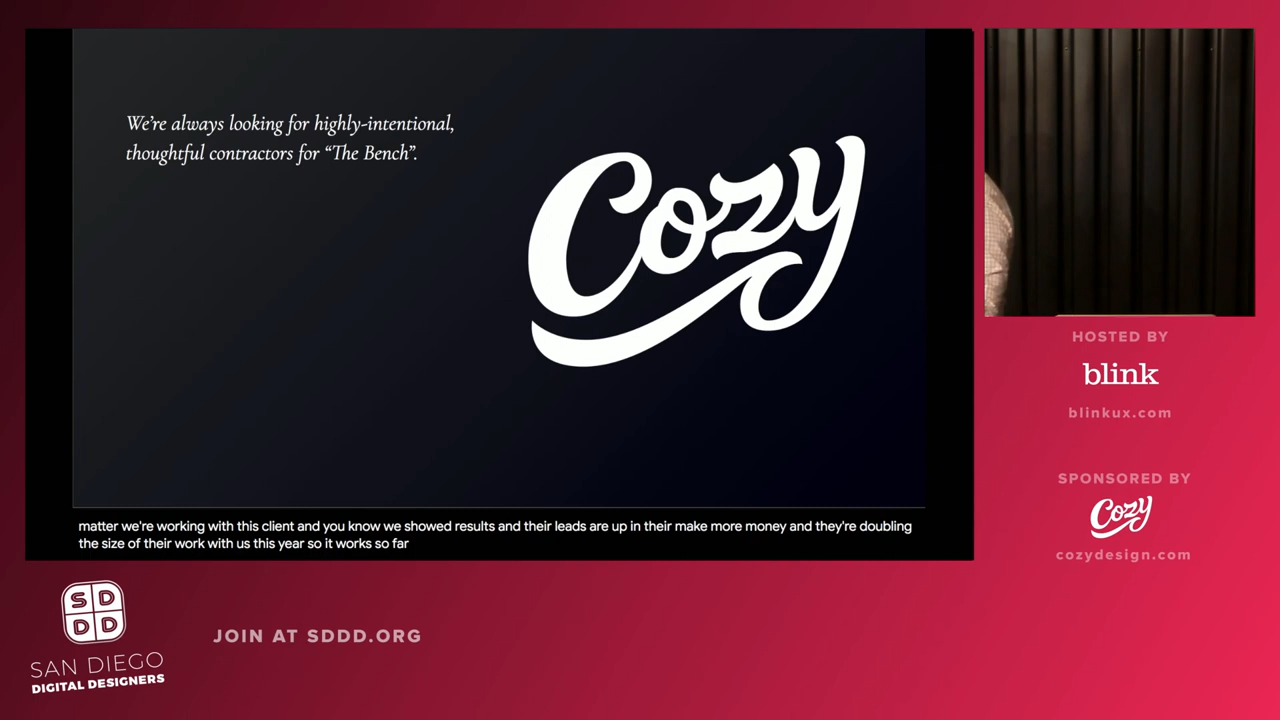 We're always looking for highly-intentional,
thoughtful contractors for “The Bench”.
Cozy
matter we're working with this client and you know we showed results and their leads are up in their make more money and they're doubling
the size of their work with us this year so it works so far
HOSTED BY
blink
blinkux.com
SPONSORED BY
Cozy
cozydesign.com
SD
DD
SAN DIEGO
DIGITAL DESIGNERS
JOIN AT SDDD.ORG